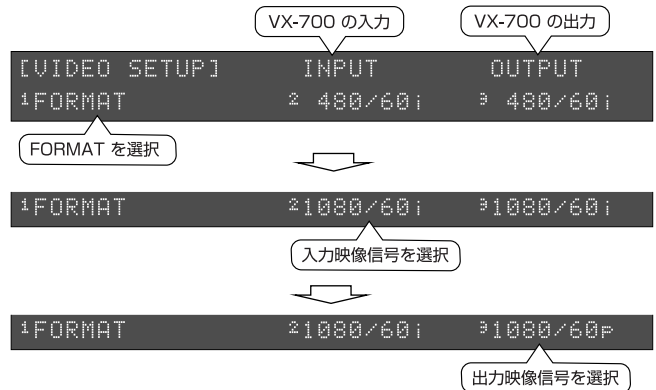 VX-700 の入力 VX-700 の出力
[VIDEO SETUP] INPUT OUTPUT
1FORMAT 2 480/60i 3 480/60i
FORMAT を選択
1FORMAT 21080/60i 31080/60i
入力映像信号を選択
1FORMAT 21080/60i 31080/60p
出力映像信号を選択